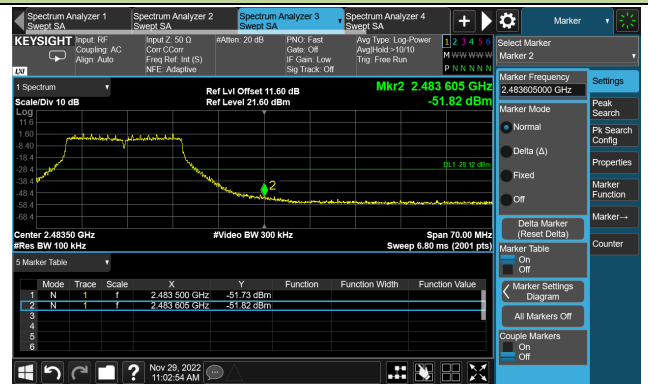 Spectrum Analyzer 1
Swept SA
Spectrum Analyzer 2
Swept SA
Spectrum Analyzer 3
Swept SA
Spectrum Analyzer 4
Swept SA
Marker
KEYSIGHT
Input: RF
Coupling: AC
Align: Auto
LXI
Input Z: 50 Ω
Corr CCorr
Freq Ref: Int (S)
NFE: Adaptive
#Atten: 20 dB
PNO: Fast
Gate: Off
IF Gain: Low
Sig Track: Off
Avg Type: Log-Power
Avg|Hold:>10/10
Trig: Free Run
1 2 3 4 5 6
M W W W W W
P N N N N N
Select Marker
Marker 2
1 Spectrum
Scale/Div 10 dB
Ref Lvl Offset 11.60 dB
Ref Level 21.60 dBm
Mkr2 2.483 605 GHz
-51.82 dBm
Log
11.6
1.60
-8.40
-18.4
-28.4
-38.4
-48.4
-58.4
-68.4
DL1 -28.12 dBm
2
Center 2.48350 GHz
#Res BW 100 kHz
#Video BW 300 kHz
Span 70.00 MHz
Sweep 6.80 ms (2001 pts)
5 Marker Table
Mode Trace Scale X Y Function Function Width Function Value
1 N 1 f 2.483 500 GHz -51.73 dBm
2 N 1 f 2.483 605 GHz -51.82 dBm
3
4
5
6
Marker Frequency
2.483605000 GHz
Marker Mode
Normal
Delta (Δ)
Fixed
Off
Delta Marker
(Reset Delta)
Marker Table
On
Off
Marker Settings
Diagram
All Markers Off
Couple Markers
On
Off
Settings
Peak
Search
Pk Search
Config
Properties
Marker
Function
Marker→
Counter
?
Nov 29, 2022
11:02:54 AM